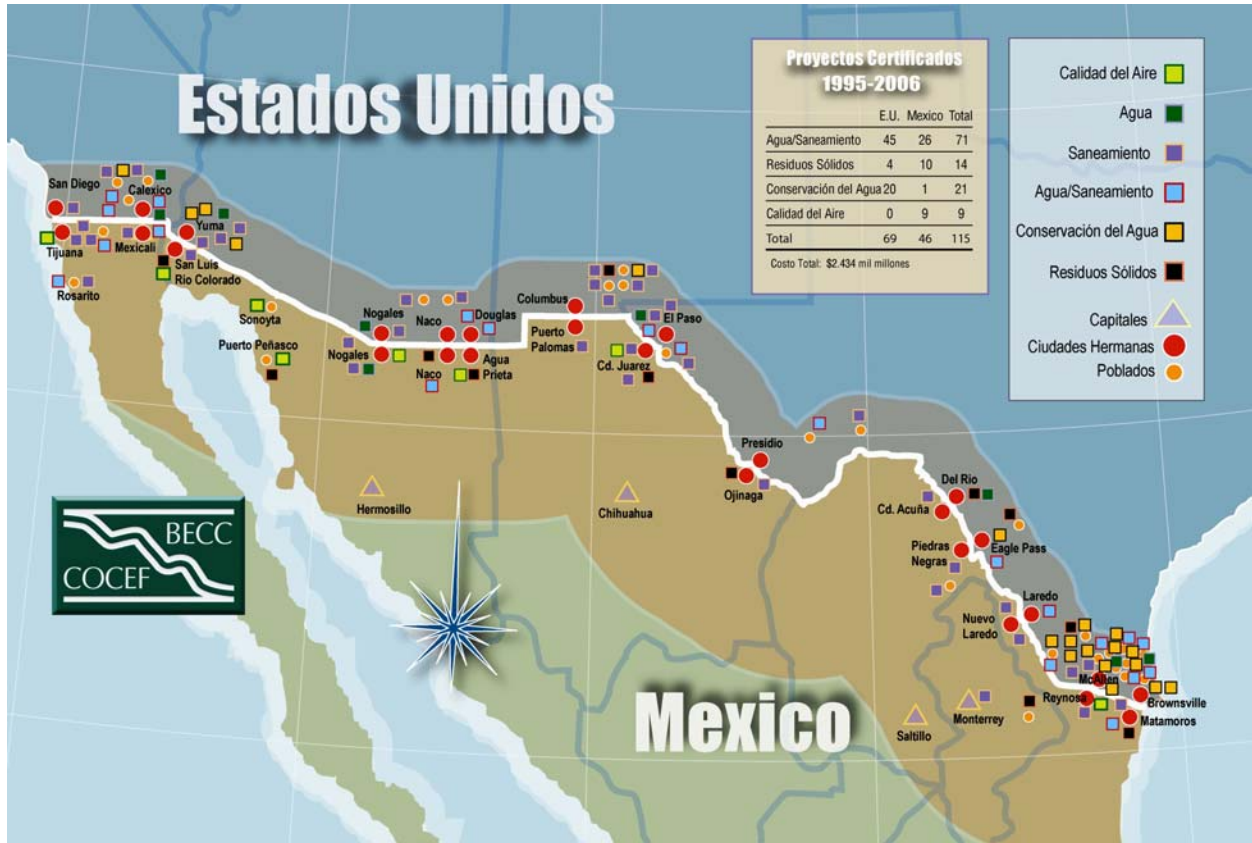 Estados Unidos
Proyectos Certificados
1995-2006
E.U. Mexico Total
Agua/Saneamiento 45 26 71
Residuos Sólidos 4 10 14
Conservación del Agua 20 1 21
Calidad del Aire 0 9 9
Total 69 46 115
Costo Total: $2.434 mil millones
Calidad del Aire
Agua
Saneamiento
Agua/Saneamiento
Conservación del Agua
Residuos Sólidos
Capitales
Ciudades Hermanas
Poblados
San Diego
Calexico
Yuma
Tijuana
Mexicali
San Luis
Rio Colorado
Rosarito
Sonoyta
Puerto Peñasco
Nogales
Naco
Douglas
Nogales
Naco
Agua
Prieta
Columbus
Puerto
Palomas
El Paso
Cd. Juarez
Presidio
Ojinaga
Hermosillo
Chihuahua
Del Rio
Cd. Acuña
Eagle Pass
Piedras
Negras
Laredo
Nuevo
Laredo
McAllen
Reynosa
Brownsville
Matamoros
Monterrey
Saltillo
BECC
COCEF
Mexico